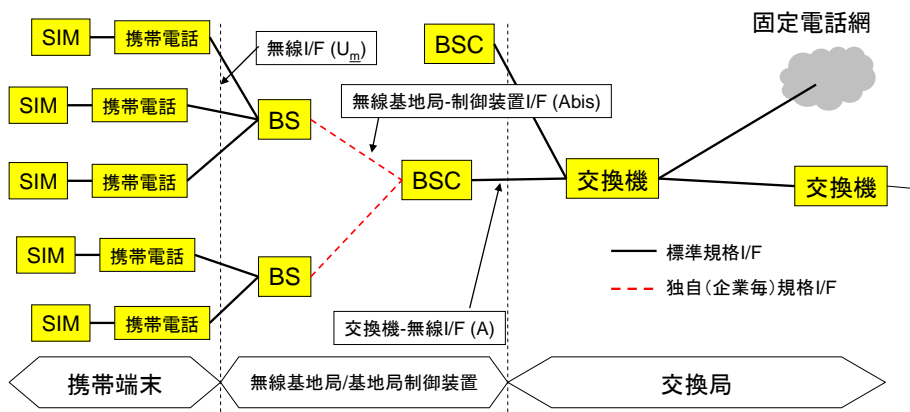 SIM
携帯電話
無線I/F (Um)
BSC
固定電話網
SIM
携帯電話
BS
無線基地局-制御装置I/F (Abis)
SIM
携帯電話
BSC
交換機
交換機
SIM
携帯電話
BS
標準規格I/F
独自(企業毎)規格I/F
SIM
携帯電話
交換機-無線I/F (A)
携帯端末
無線基地局/基地局制御装置
交換局